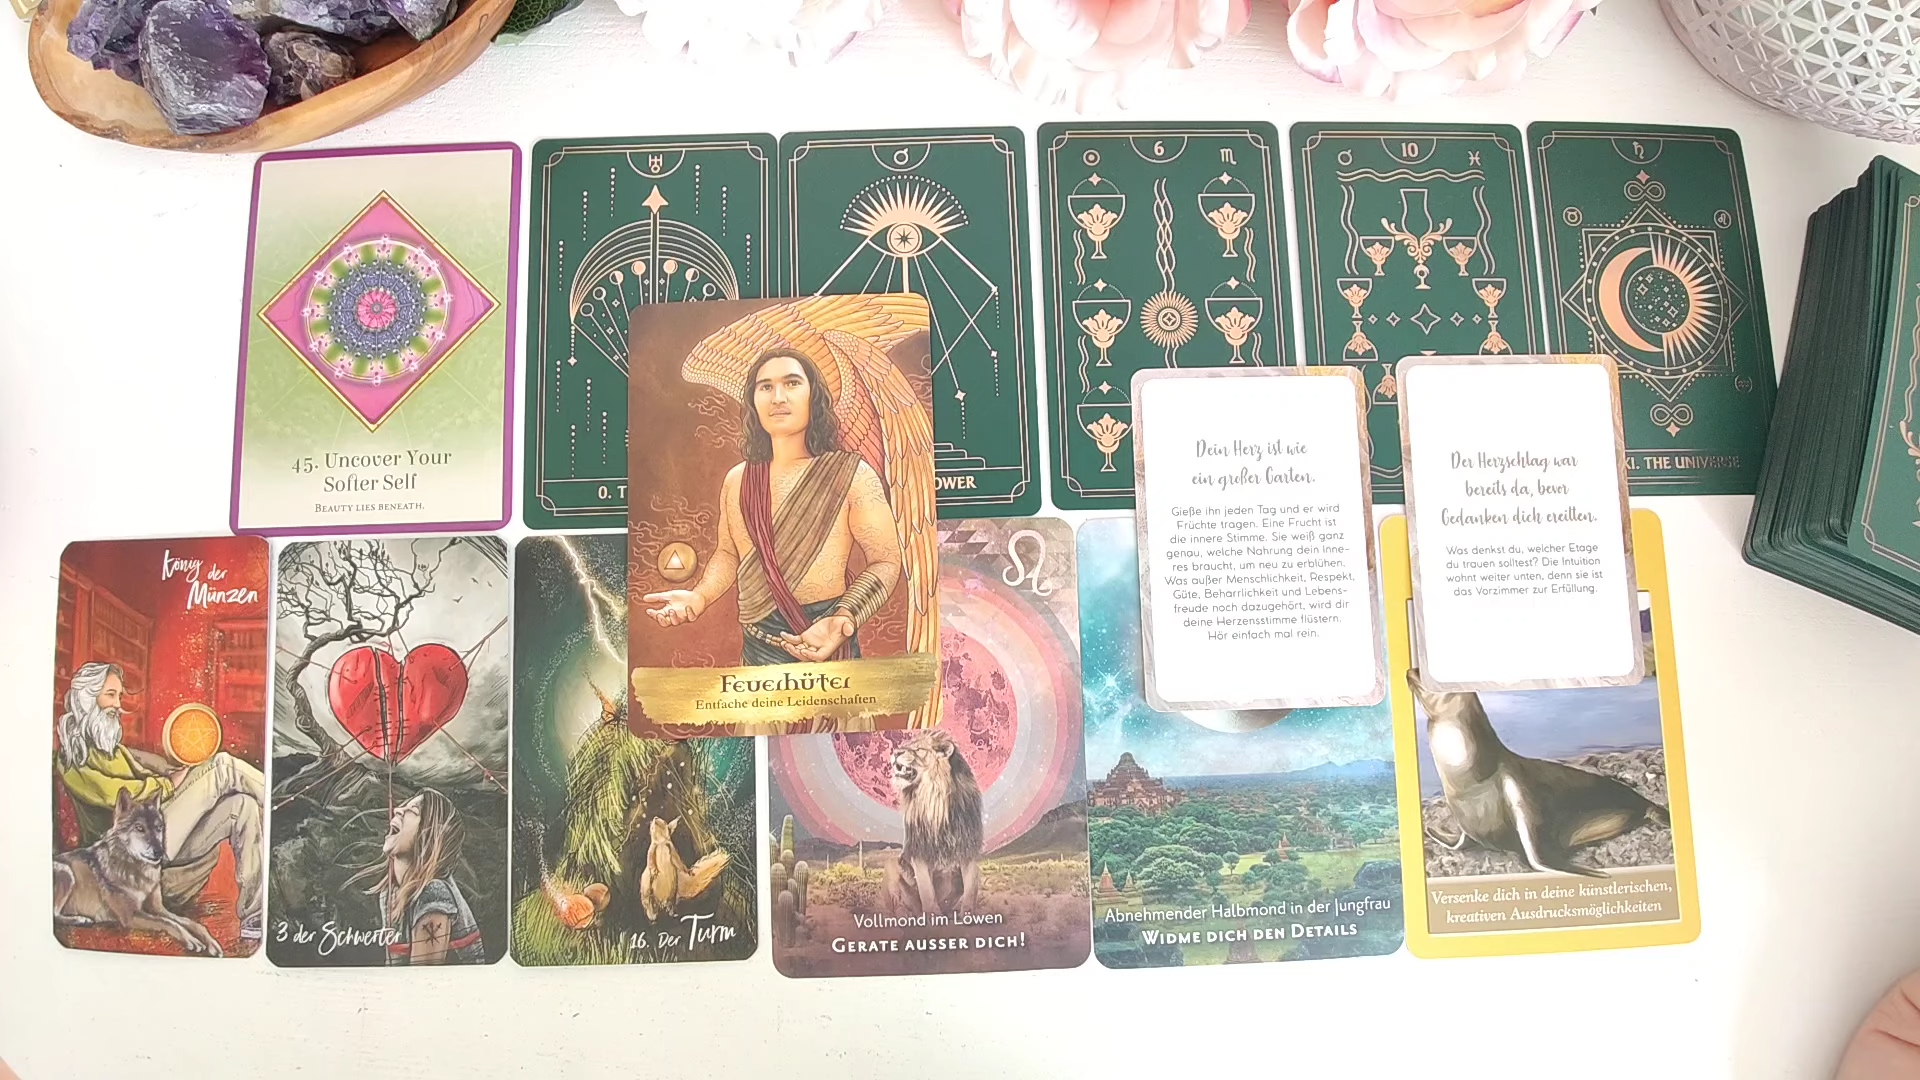 45. Uncover Your
Softer Self
Beauty lies beneath.
0. T
OWER
6
10
XI. THE UNIVERSE
Feuerhüter
Entfache deine Leidenschaften
Dein Herz ist wie
ein großer Garten.
Gieße ihn jeden Tag und er wird
Früchte tragen. Eine Frucht ist
die innere Stimme. Sie weiß ganz
genau, welche Nahrung dein Inne-
res braucht, um neu zu erblühen.
Was außer Menschlichkeit, Respekt,
Güte, Beharrlichkeit und Lebens-
freude noch dazugehört, wird dir
deine Herzensstimme flüstern.
Hör einfach mal rein.
Der Herzschlag war
bereits da, bevor
Gedanken dich ereilten.
Was denkst du, welcher Etage
du trauen solltest? Die Intuition
wohnt weiter unten, denn sie ist
das Vorzimmer zur Erfüllung.
König der
Münzen
3 der Schwerter
16. Der Turm
Vollmond im Löwen
Gerate ausser dich!
Abnehmender Halbmond in der Jungfrau
Widme dich den Details
Versenke dich in deine künstlerischen,
kreativen Ausdrucksmöglichkeiten